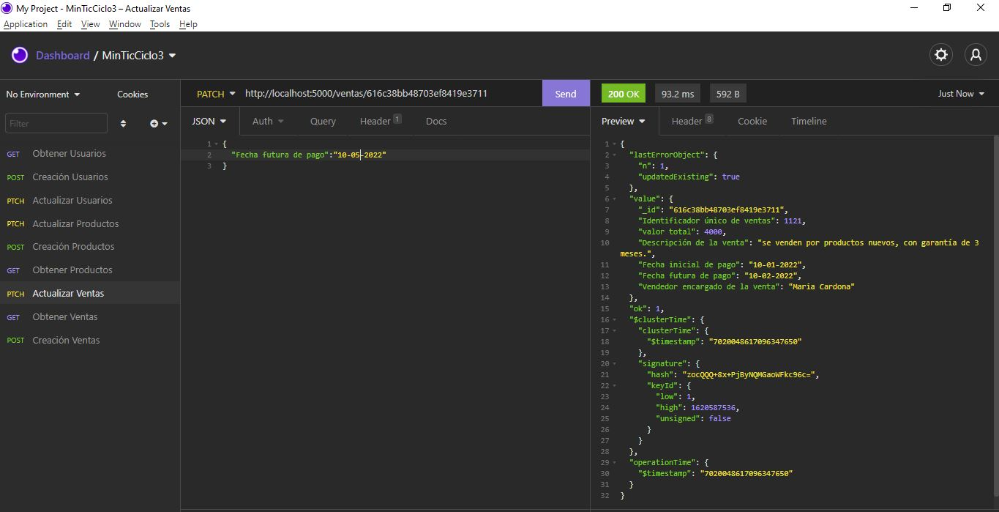 My Project - MinTicCiclo3 – Actualizar Ventas
Application Edit View Window Tools Help
Dashboard / MinTicCiclo3
No Environment Cookies
Filter
GET Obtener Usuarios
POST Creación Usuarios
PTCH Actualizar Usuarios
PTCH Actualizar Productos
POST Creación Productos
GET Obtener Productos
PTCH Actualizar Ventas
GET Obtener Ventas
POST Creación Ventas
PATCH http://localhost:5000/ventas/616c38bb48703ef8419e3711 Send
JSON Auth Query Header 1 Docs
1 {
2 "Fecha futura de pago":"10-05-2022"
3 }
200 OK 93.2 ms 592 B Just Now
Preview Header 8 Cookie Timeline
1 {
2 "lastErrorObject": {
3 "n": 1,
4 "updatedExisting": true
5 },
6 "value": {
7 "_id": "616c38bb48703ef8419e3711",
8 "Identificador único de ventas": 1121,
9 "valor total": 4000,
10 "Descripción de la venta": "se venden por productos nuevos, con garantía de 3
meses.",
11 "Fecha inicial de pago": "10-01-2022",
12 "Fecha futura de pago": "10-02-2022",
13 "Vendedor encargado de la venta": "Maria Cardona"
14 },
15 "ok": 1,
16 "$clusterTime": {
17 "clusterTime": {
18 "$timestamp": "7020048617096347650"
19 },
20 "signature": {
21 "hash": "zocQQQ+8x+PjByNQMGaoWFkc96c=",
22 "keyId": {
23 "low": 1,
24 "high": 1620587536,
25 "unsigned": false
26 }
27 }
28 },
29 "operationTime": {
30 "$timestamp": "7020048617096347650"
31 }
32 }